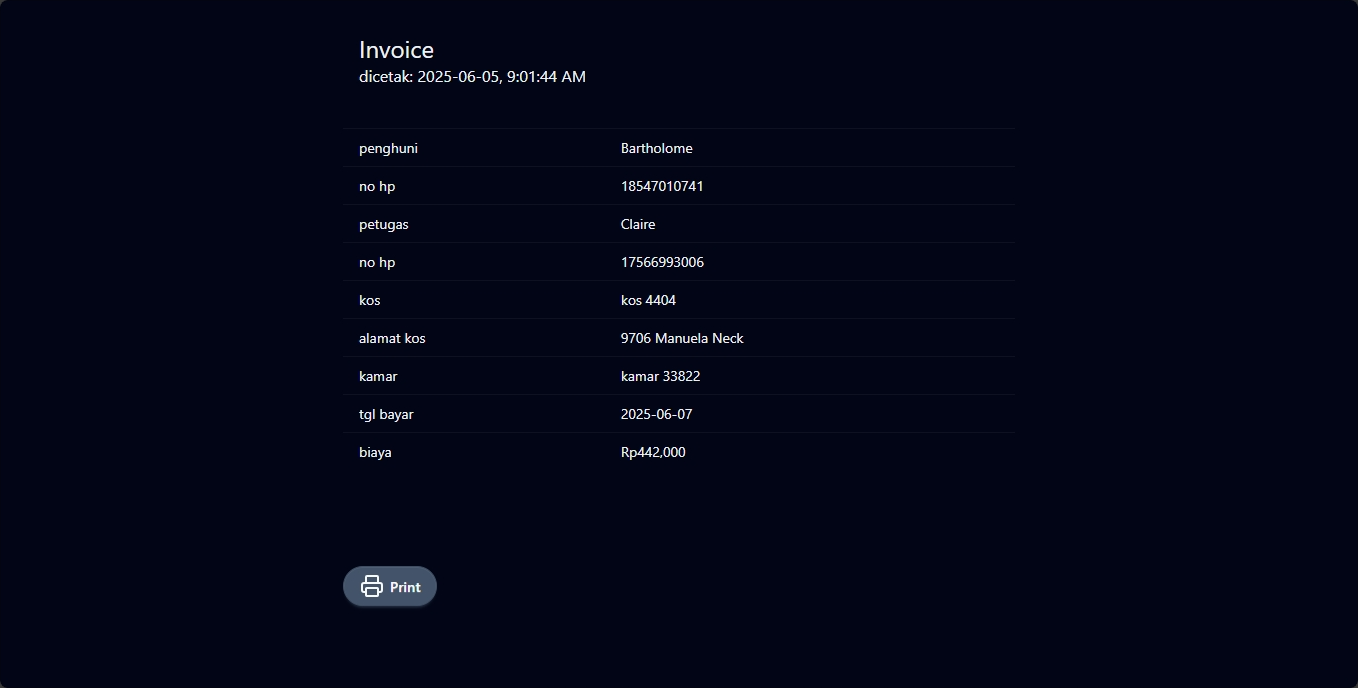 Invoice
dicetak: 2025-06-05, 9:01:44 AM
penghuni Bartholome
no hp 18547010741
petugas Claire
no hp 17566993006
kos kos 4404
alamat kos 9706 Manuela Neck
kamar kamar 33822
tgl bayar 2025-06-07
biaya Rp442,000
Print